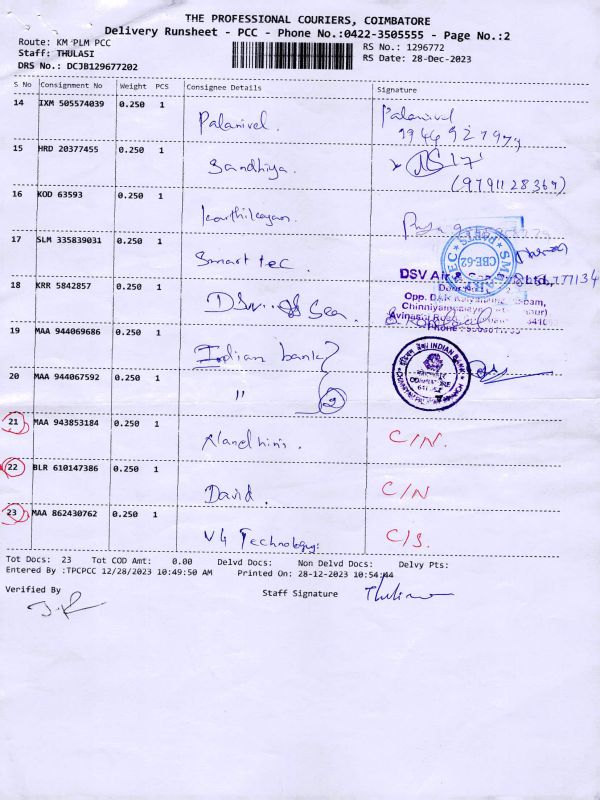 THE PROFESSIONAL COURIERS, COIMBATORE
Delivery Runsheet - PCC - Phone No.:0422-3505555 - Page No.:2
Route: KM PLM PCC
RS No.: 1296772
Staff: THULASI
RS Date: 28-Dec-2023
DRS No.: DCJB129677202
S No Consignment No Weight PCS Consignee Details Signature
14 IXM 505574039 0.250 1 Palanivel. Palanivel
15 HRD 20377455 0.250 1 Sandhiya.
(9791128369)
16 KOD 63593 0.250 1 karthikeyan.
17 SLM 335839031 0.250 1 Smart tec.
CBE-62
DSV Air &
18 KRR 5842857 0.250 1 DSV Sea.
Opp.
19 MAA 944069686 0.250 1 Indian bank
INDIAN BANK
20 MAA 944067592 0.250 1 " 2
21 MAA 943853184 0.250 1 Nandhini. C/N.
22 BLR 610147386 0.250 1 David. C/N
23 MAA 862430762 0.250 1 V4 Technology.
Tot Docs: 23 Tot COD Amt: 0.00 Delvd Docs: Non Delvd Docs: Delvy Pts:
Entered By :TPCPCC 12/28/2023 10:49:50 AM Printed On: 28-12-2023 10:54:44
Verified By
Staff Signature